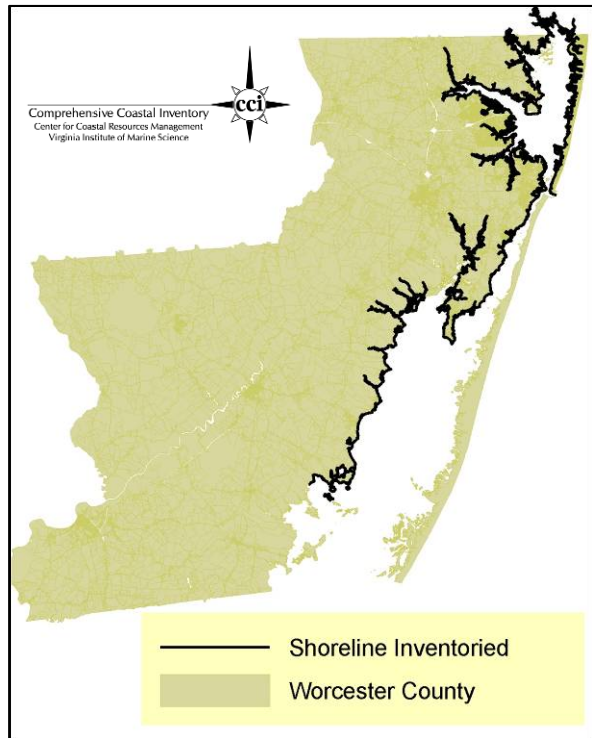 cci
Comprehensive Coastal Inventory
Center for Coastal Resources Management
Virginia Institute of Marine Science
Shoreline Inventoried
Worcester County